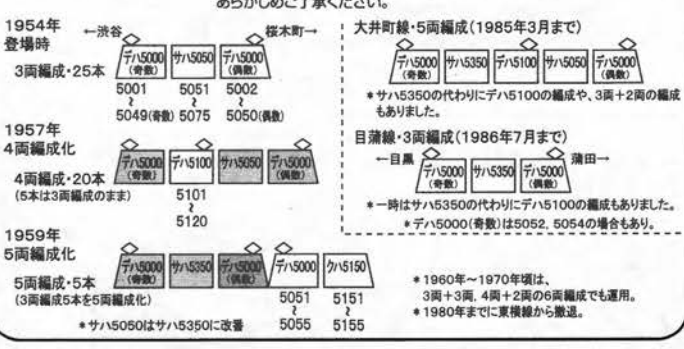 あらかじめご了承ください。
1954年
登場時
←渋谷
桜木町→
3両編成・25本
デハ5000
(奇数)
サハ5050
デハ5000
(偶数)
5001
〜
5049(奇数)
5051
〜
5075
5002
〜
5050(偶数)
1957年
4両編成化
4両編成・20本
(5本は3両編成のまま)
デハ5000
(奇数)
デハ5100
サハ5050
デハ5000
(偶数)
5101
〜
5120
1959年
5両編成化
5両編成・5本
(3両編成5本を5両編成化)
デハ5000
(奇数)
サハ5350
デハ5000
(偶数)
デハ5000
クハ5150
5051
〜
5055
5151
〜
5155
*サハ5050はサハ5350に改番
大井町線・5両編成(1985年3月まで)
デハ5000
(奇数)
サハ5350
デハ5100
サハ5050
デハ5000
(偶数)
*サハ5350の代わりにデハ5100の編成や、3両+2両の編成
もありました。
目蒲線・3両編成(1986年7月まで)
←目黒
蒲田→
デハ5000
(奇数)
サハ5350
デハ5000
(偶数)
*一時はサハ5350の代わりにデハ5100の編成もありました。
*デハ5000(奇数)は5052、5054の場合もあり。
*1960年〜1970年頃は、
3両+3両、4両+2両の6両編成でも運用。
*1980年までに東横線から撤退。